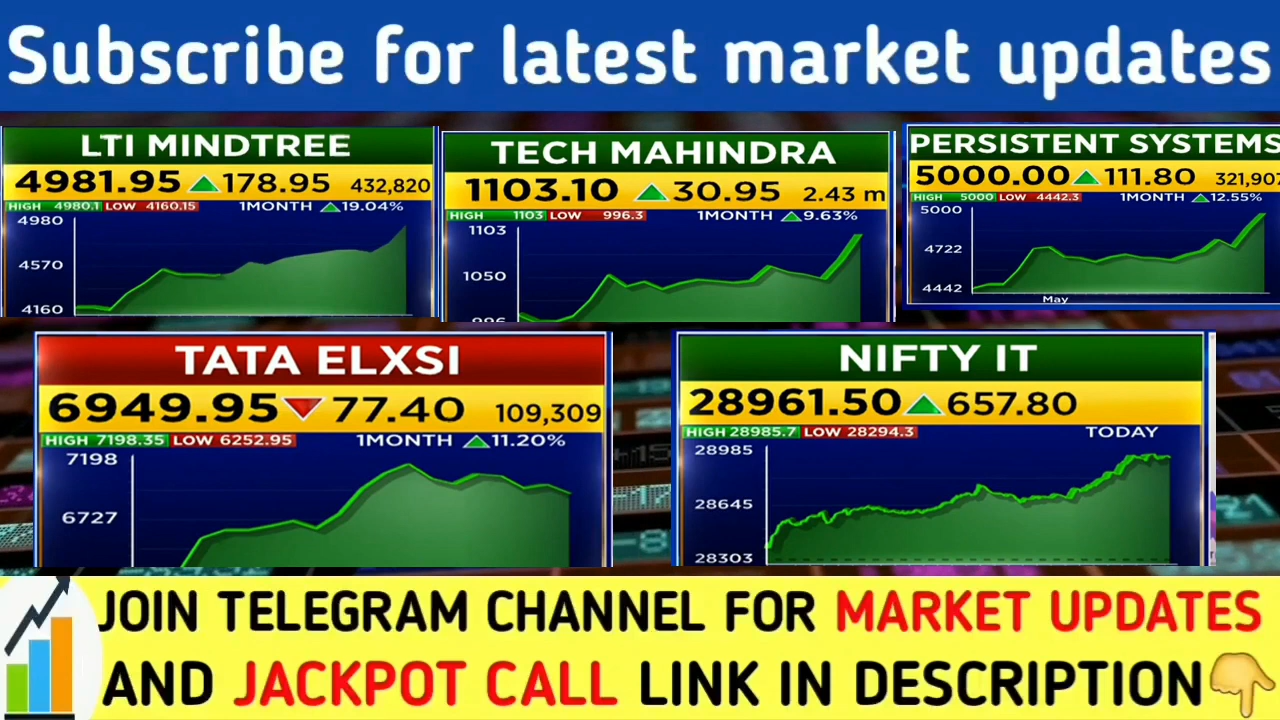 Subscribe for latest market updates
LTI MINDTREE
4981.95 178.95 432,820
HIGH 4980.1 LOW 4160.15 1MONTH 19.04%
4980
4570
4160
TECH MAHINDRA
1103.10 30.95 2.43 m
HIGH 1103 LOW 996.3 1MONTH 9.63%
1103
1050
996
PERSISTENT SYSTEMS
5000.00 111.80 321,907
HIGH 5000 LOW 4442.3 1MONTH 12.55%
5000
4722
4442
May
TATA ELXSI
6949.95 77.40 109,309
HIGH 7198.35 LOW 6252.95 1MONTH 11.20%
7198
6727
NIFTY IT
28961.50 657.80
HIGH 28985.7 LOW 28294.3 TODAY
28985
28645
28303
JOIN TELEGRAM CHANNEL FOR MARKET UPDATES
AND JACKPOT CALL LINK IN DESCRIPTION